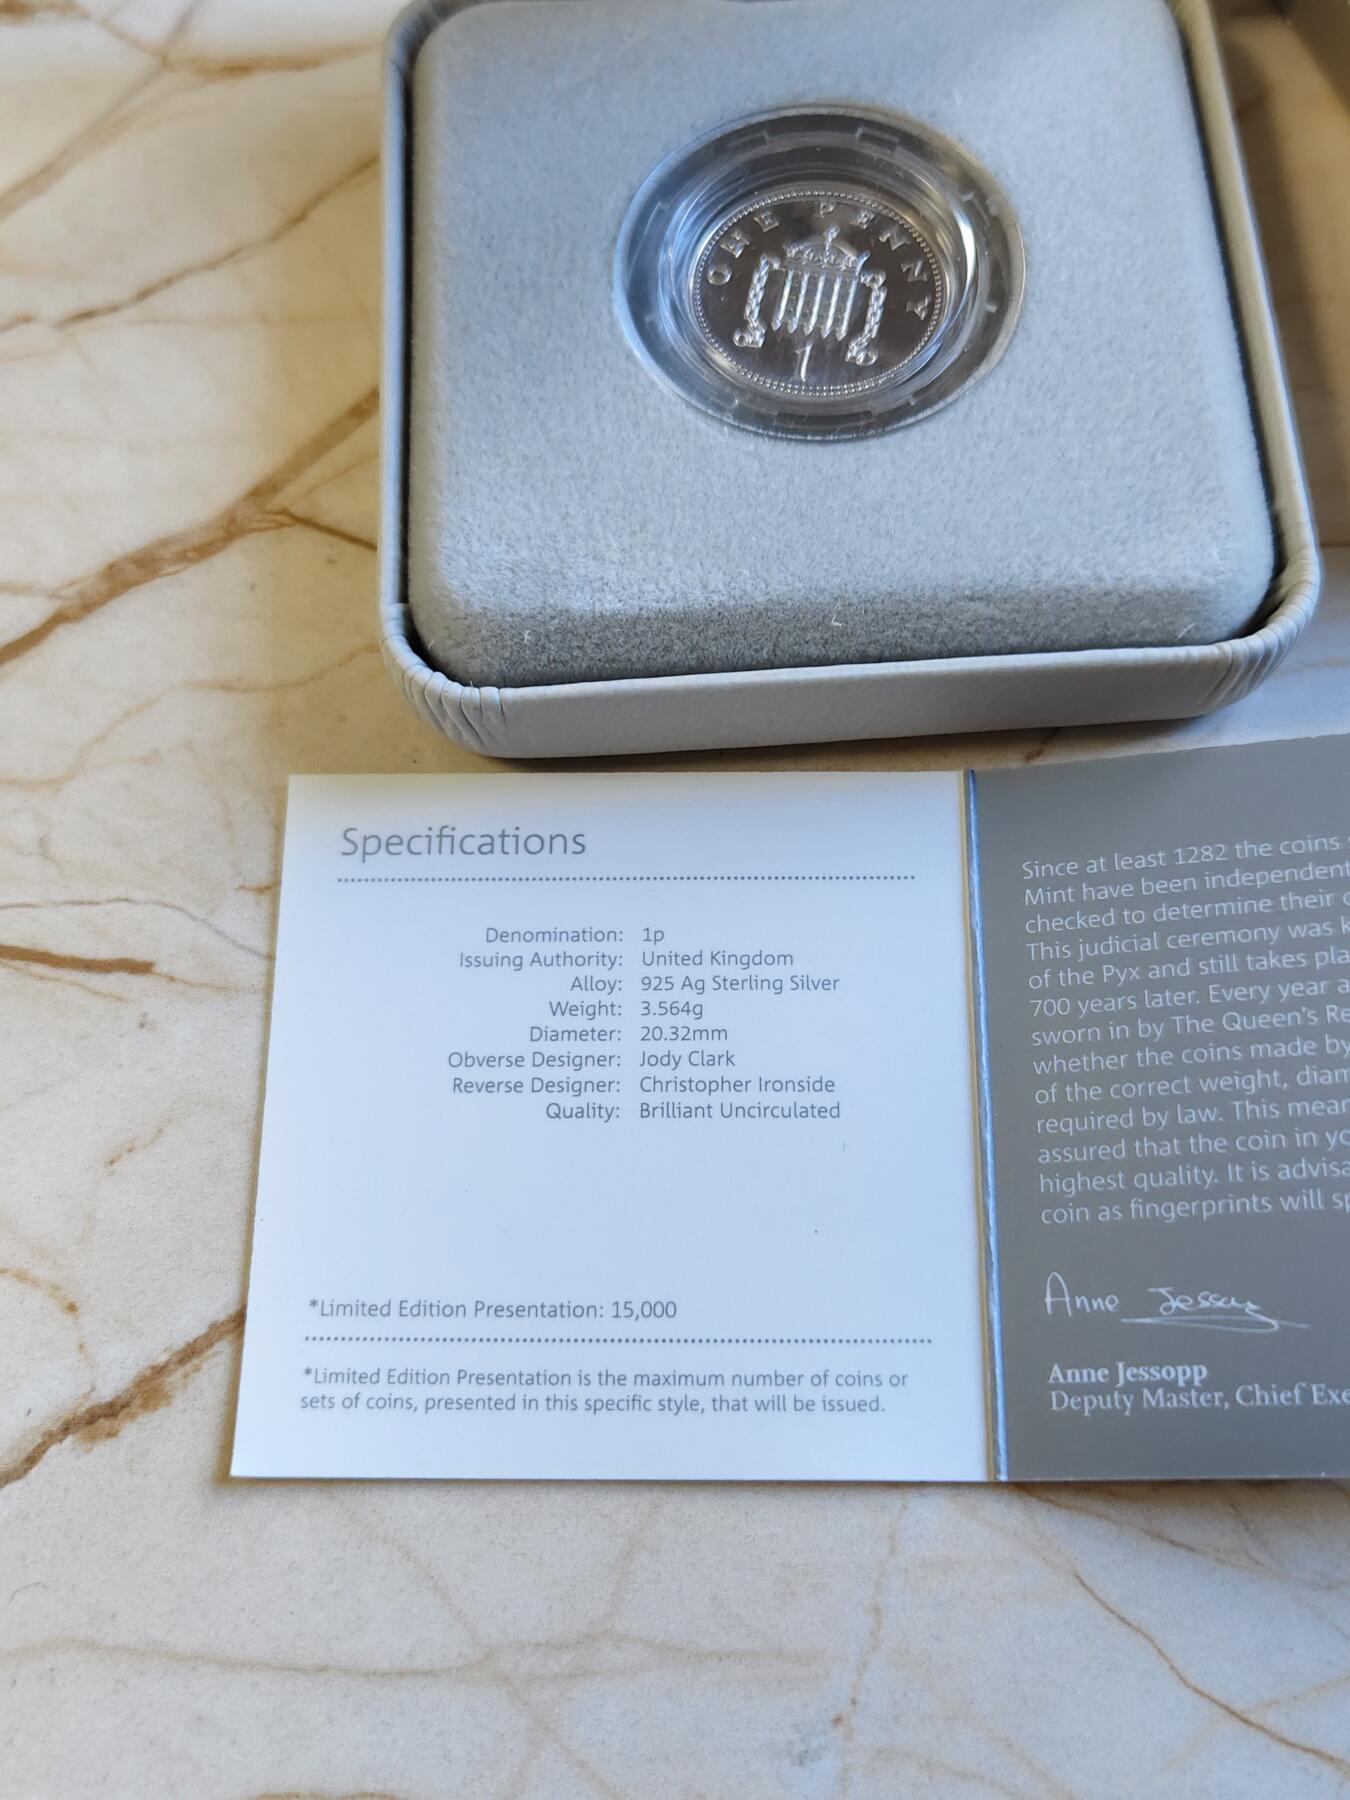 ONE PENNY
1
Specifications
Denomination: 1p
Issuing Authority: United Kingdom
Alloy: 925 Ag Sterling Silver
Weight: 3.564g
Diameter: 20.32mm
Obverse Designer: Jody Clark
Reverse Designer: Christopher Ironside
Quality: Brilliant Uncirculated
*Limited Edition Presentation: 15,000
*Limited Edition Presentation is the maximum number of coins or
sets of coins, presented in this specific style, that will be issued.
Since at least 1282 the coins
Mint have been independent
checked to determine their
This judicial ceremony was
of the Pyx and still takes
700 years later. Every year
sworn in by The Queen's
whether the coins made by
of the correct weight,
required by law. This
assured that the coin in
highest quality. It is
coin as fingerprints will
Anne Jessopp
Anne Jessopp
Deputy Master, Chief